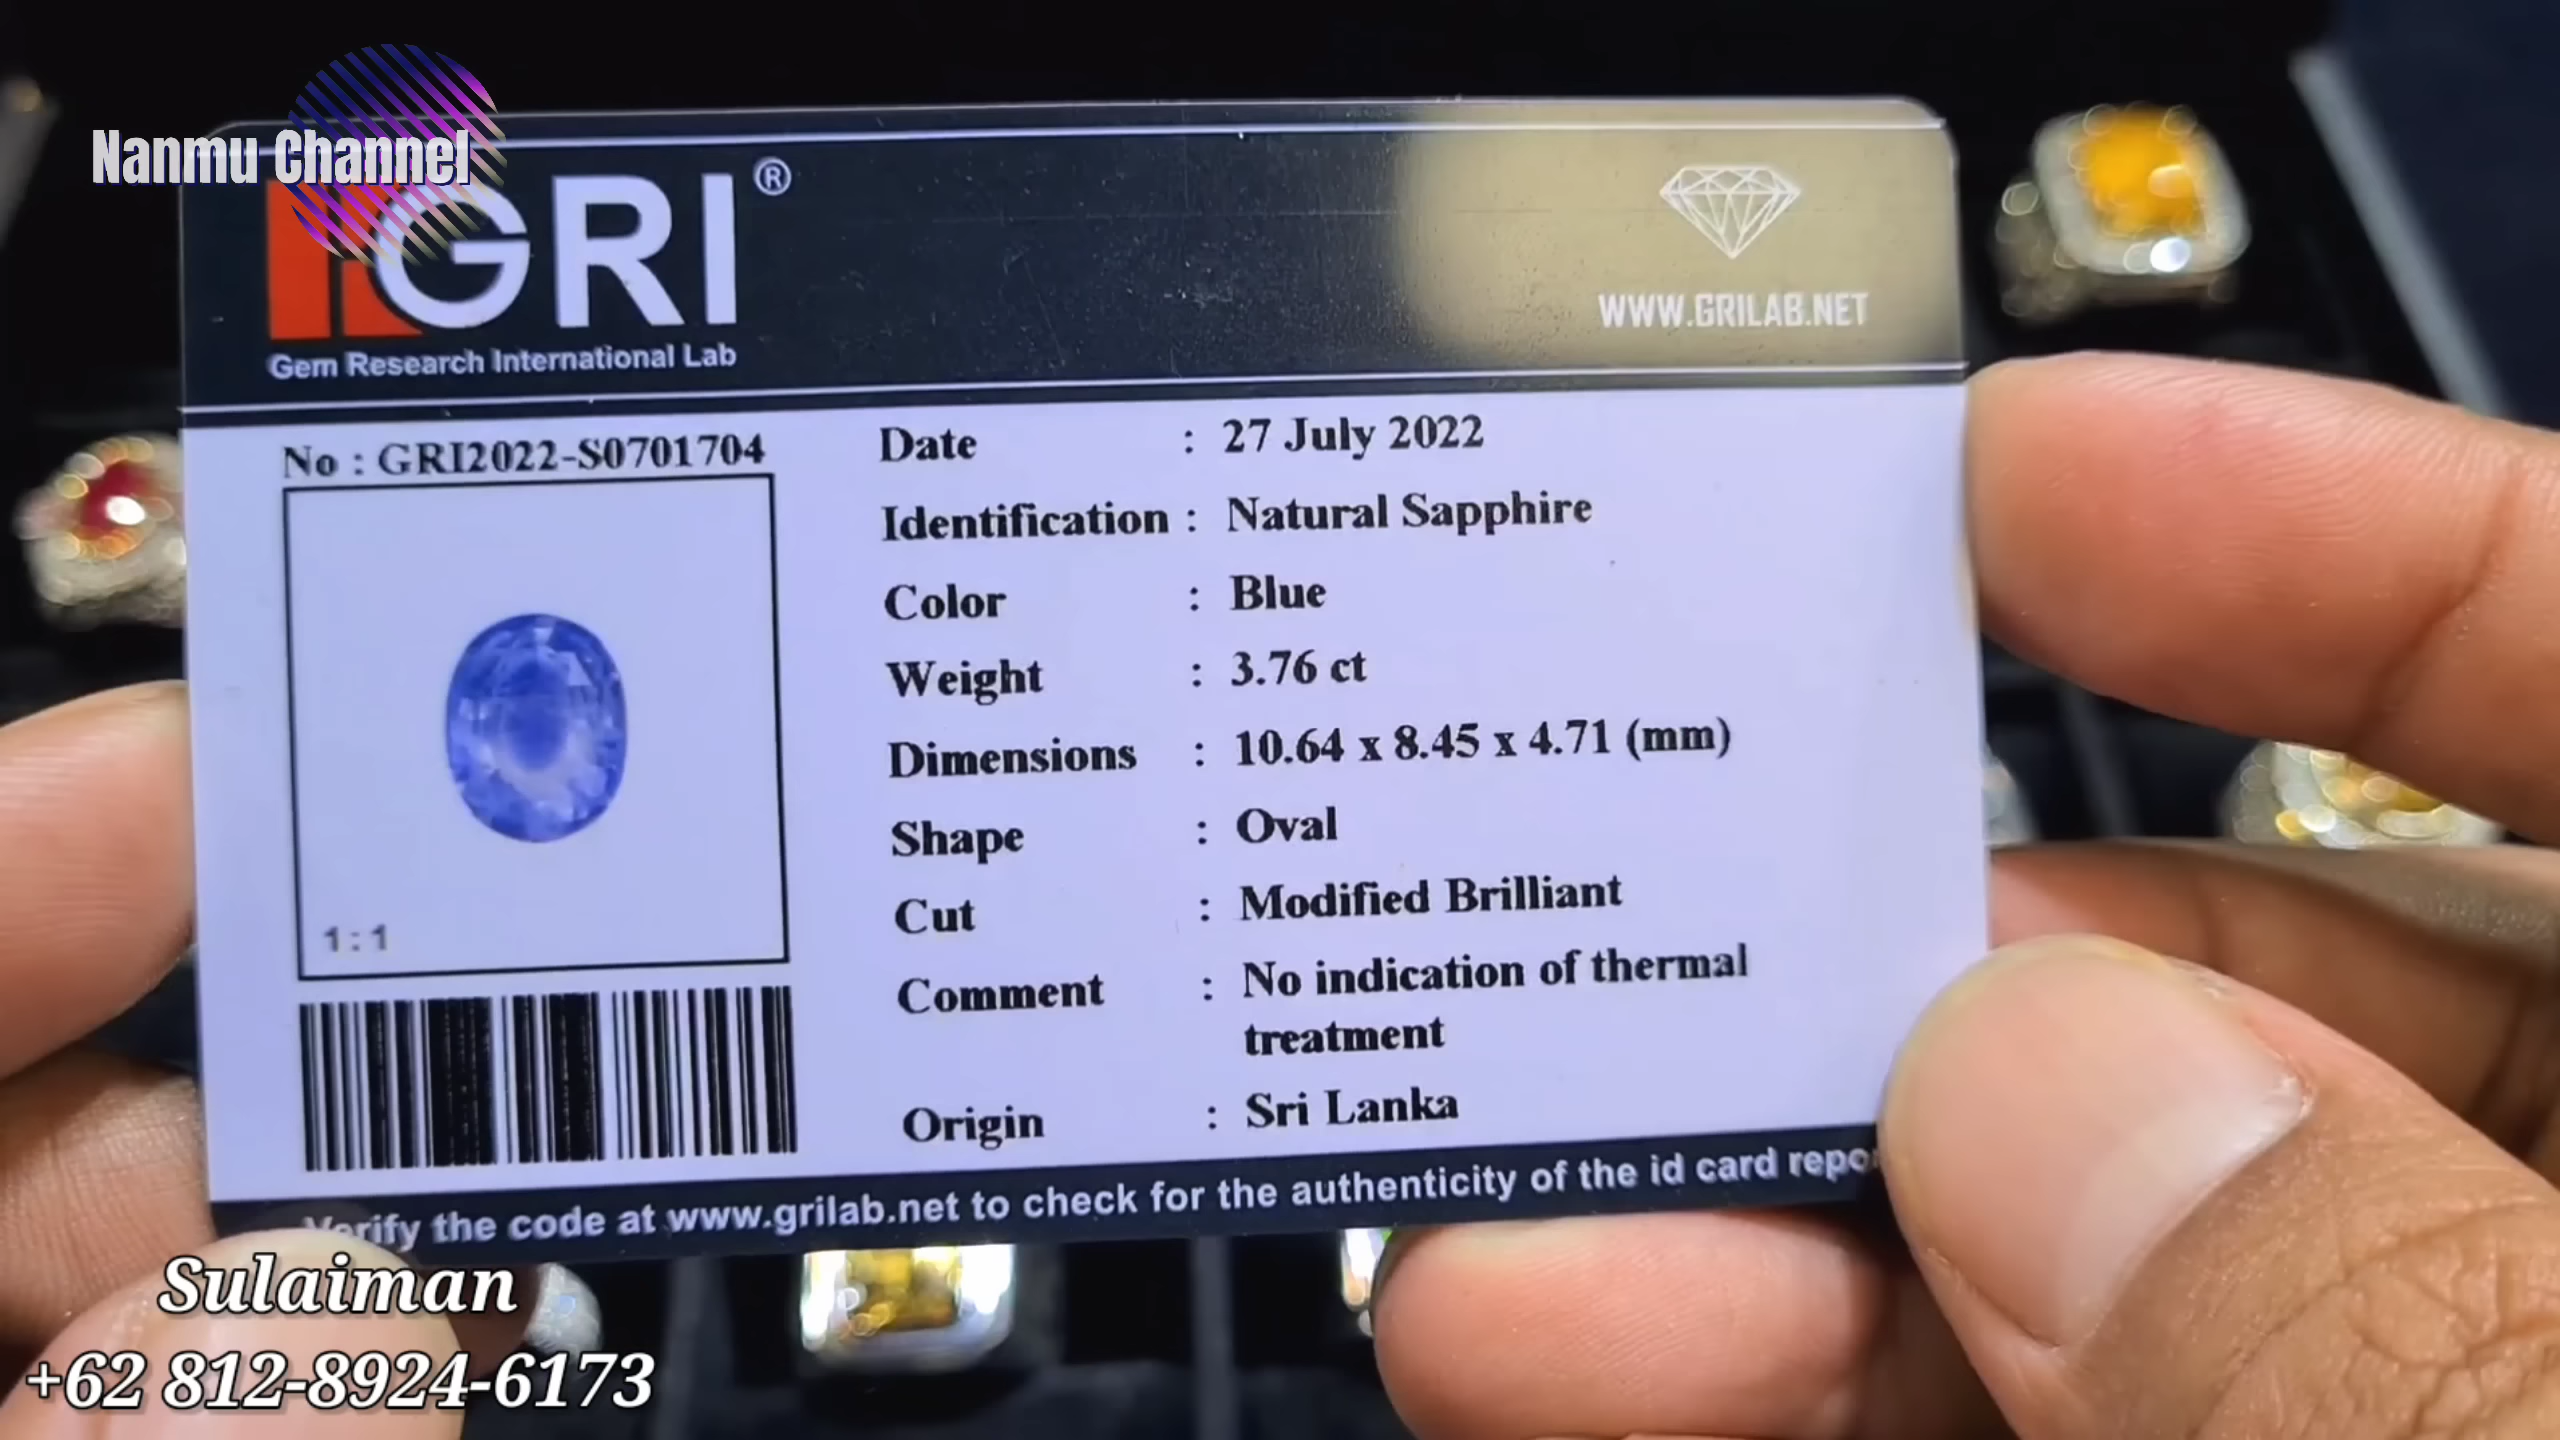 Nanmu Channel
GRI®
Gem Research International Lab
WWW.GRILAB.NET
No : GRI2022-S0701704
1:1
Date : 27 July 2022
Identification : Natural Sapphire
Color : Blue
Weight : 3.76 ct
Dimensions : 10.64 x 8.45 x 4.71 (mm)
Shape : Oval
Cut : Modified Brilliant
Comment : No indication of thermal
treatment
Origin : Sri Lanka
Verify the code at www.grilab.net to check for the authenticity of the id card repor
Sulaiman
+62 812-8924-6173